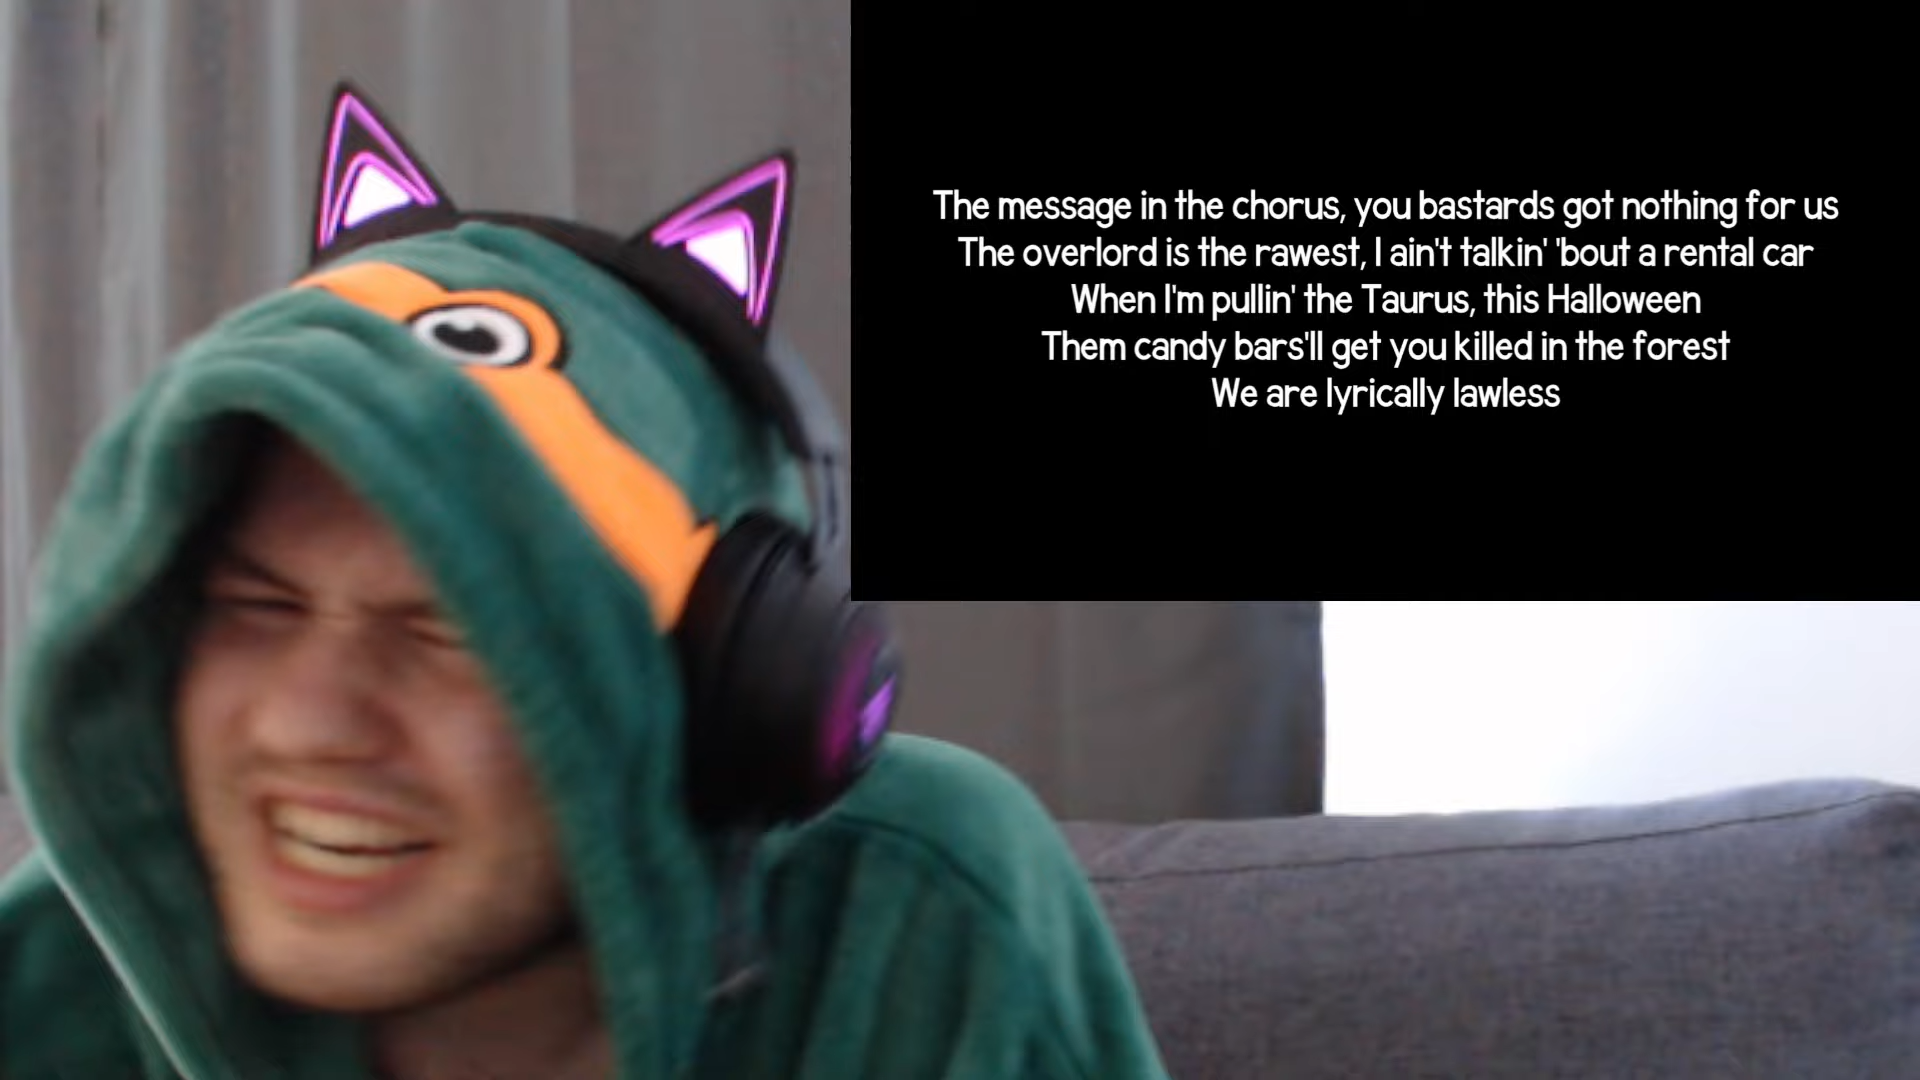 The message in the chorus, you bastards got nothing for us
The overlord is the rawest, I ain't talkin' 'bout a rental car
When I'm pullin' the Taurus, this Halloween
Them candy bars'll get you killed in the forest
We are lyrically lawless